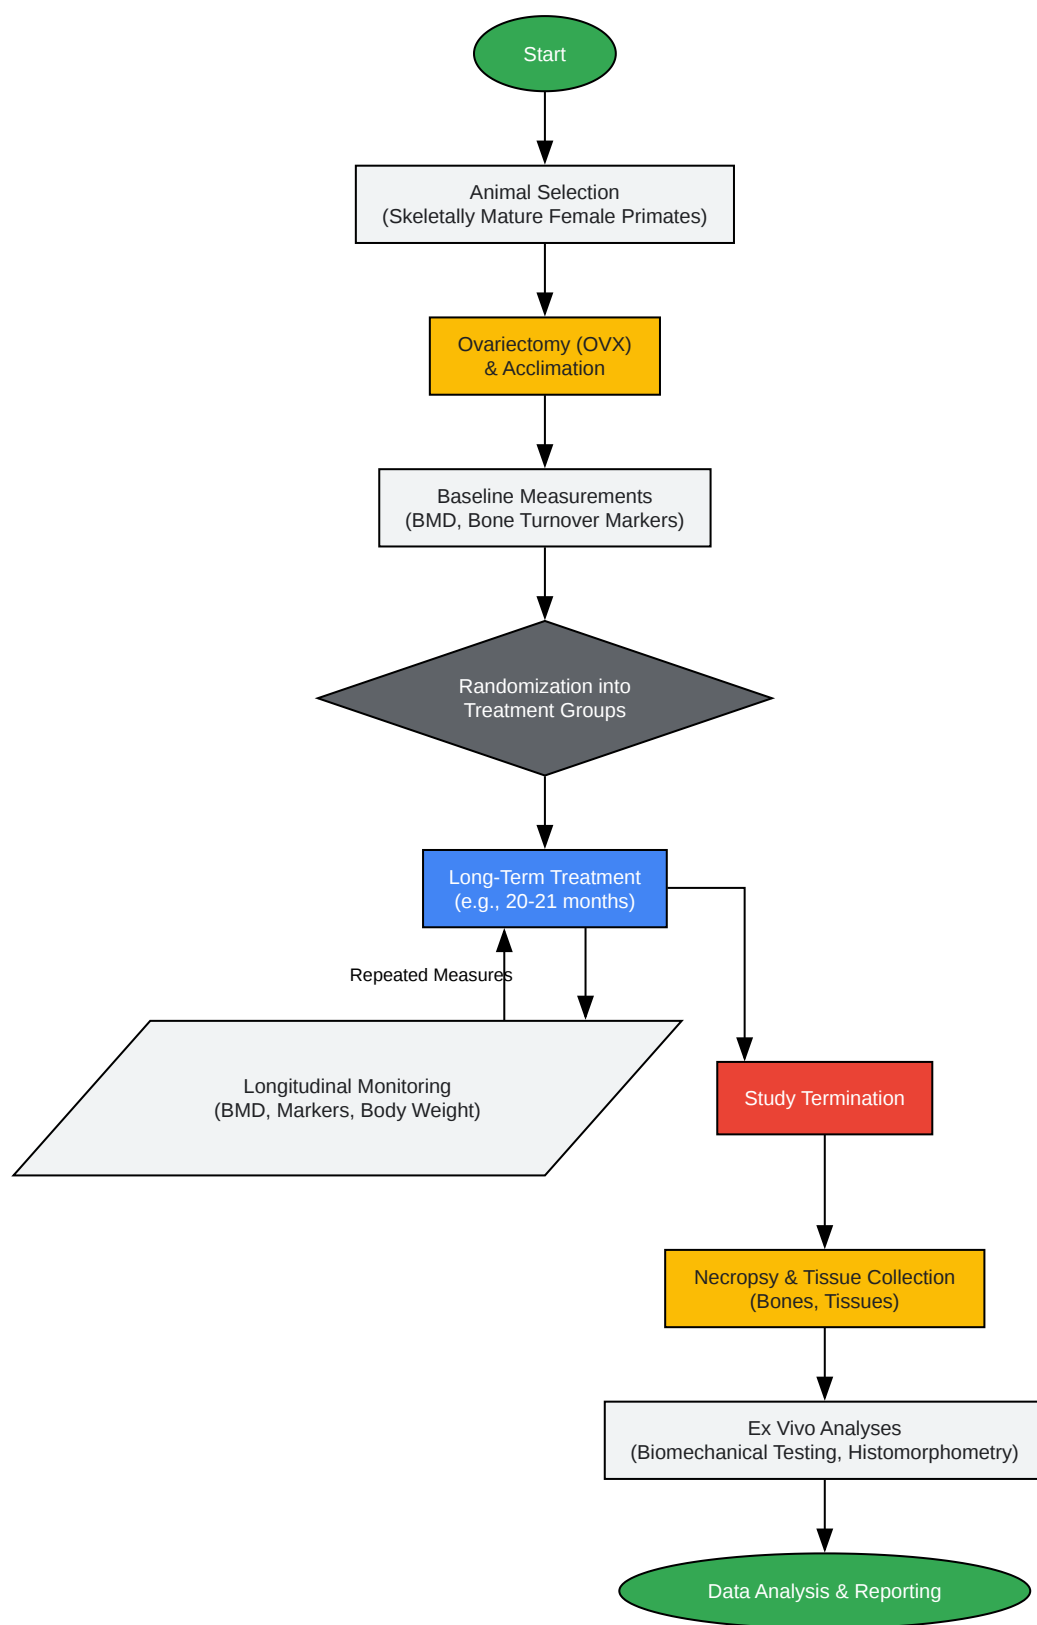 Start
Animal Selection
(Skeletally Mature Female Primates)
Ovariectomy (OVX)
& Acclimation
Baseline Measurements
(BMD, Bone Turnover Markers)
Randomization into
Treatment Groups
Long-Term Treatment
(e.g., 20-21 months)
Repeated Measures
Longitudinal Monitoring
(BMD, Markers, Body Weight)
Study Termination
Necropsy & Tissue Collection
(Bones, Tissues)
Ex Vivo Analyses
(Biomechanical Testing, Histomorphometry)
Data Analysis & Reporting